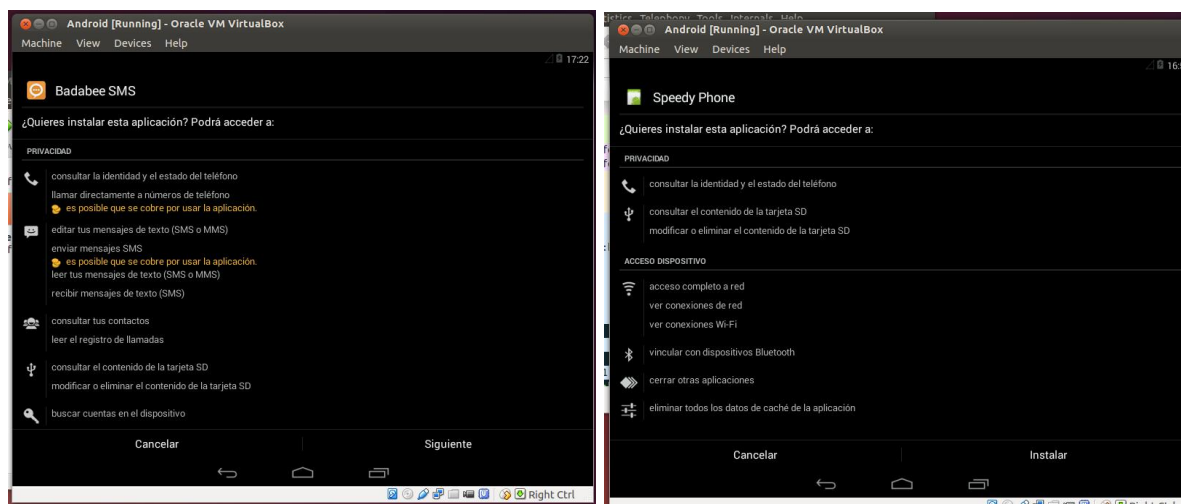 Android [Running] - Oracle VM VirtualBox
Machine View Devices Help
17:22
Badabee SMS
¿Quieres instalar esta aplicación? Podrá acceder a:
PRIVACIDAD
consultar la identidad y el estado del teléfono
llamar directamente a números de teléfono
es posible que se cobre por usar la aplicación.
editar tus mensajes de texto (SMS o MMS)
enviar mensajes SMS
es posible que se cobre por usar la aplicación.
leer tus mensajes de texto (SMS o MMS)
recibir mensajes de texto (SMS)
consultar tus contactos
leer el registro de llamadas
consultar el contenido de la tarjeta SD
modificar o eliminar el contenido de la tarjeta SD
buscar cuentas en el dispositivo
Cancelar Siguiente
Right Ctrl
Telephony Tools Internals Help
Android [Running] - Oracle VM VirtualBox
Machine View Devices Help
Speedy Phone
¿Quieres instalar esta aplicación? Podrá acceder a:
PRIVACIDAD
consultar la identidad y el estado del teléfono
consultar el contenido de la tarjeta SD
modificar o eliminar el contenido de la tarjeta SD
ACCESO DISPOSITIVO
acceso completo a red
ver conexiones de red
ver conexiones Wi-Fi
vincular con dispositivos Bluetooth
cerrar otras aplicaciones
eliminar todos los datos de caché de la aplicación
Cancelar Instalar